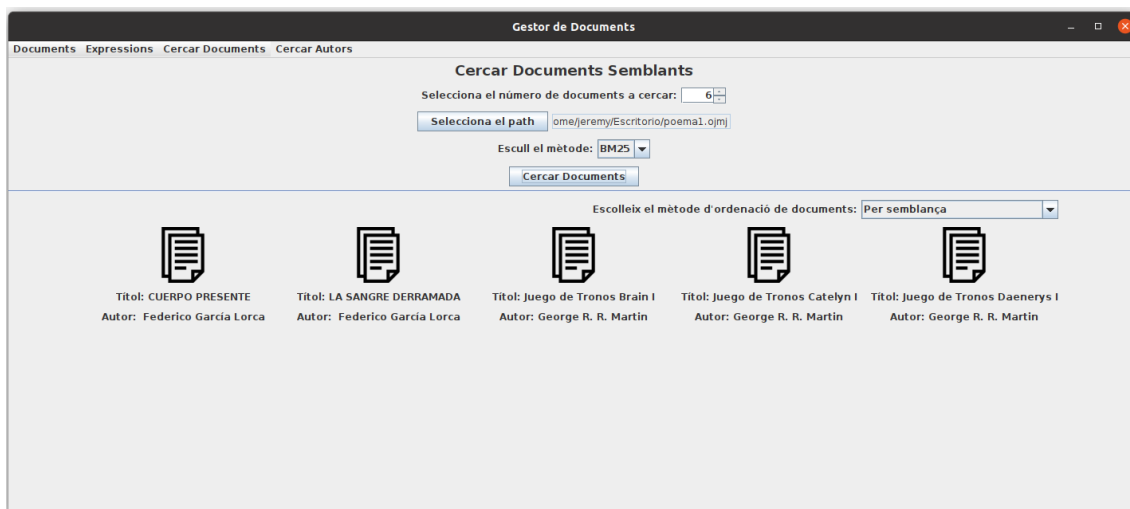 Gestor de Documents
Documents Expressions Cercar Documents Cercar Autors
Cercar Documents Semblants
Selecciona el número de documents a cercar: 6
Selecciona el path ome/jeremy/Escritorio/poema1.ojmj
Escull el mètode: BM25
Cercar Documents
Escolleix el mètode d'ordenació de documents: Per semblança
Títol: CUERPO PRESENTE Títol: LA SANGRE DERRAMADA Títol: Juego de Tronos Brain I Títol: Juego de Tronos Catelyn I Títol: Juego de Tronos Daenerys I
Autor: Federico García Lorca Autor: Federico García Lorca Autor: George R. R. Martin Autor: George R. R. Martin Autor: George R. R. Martin